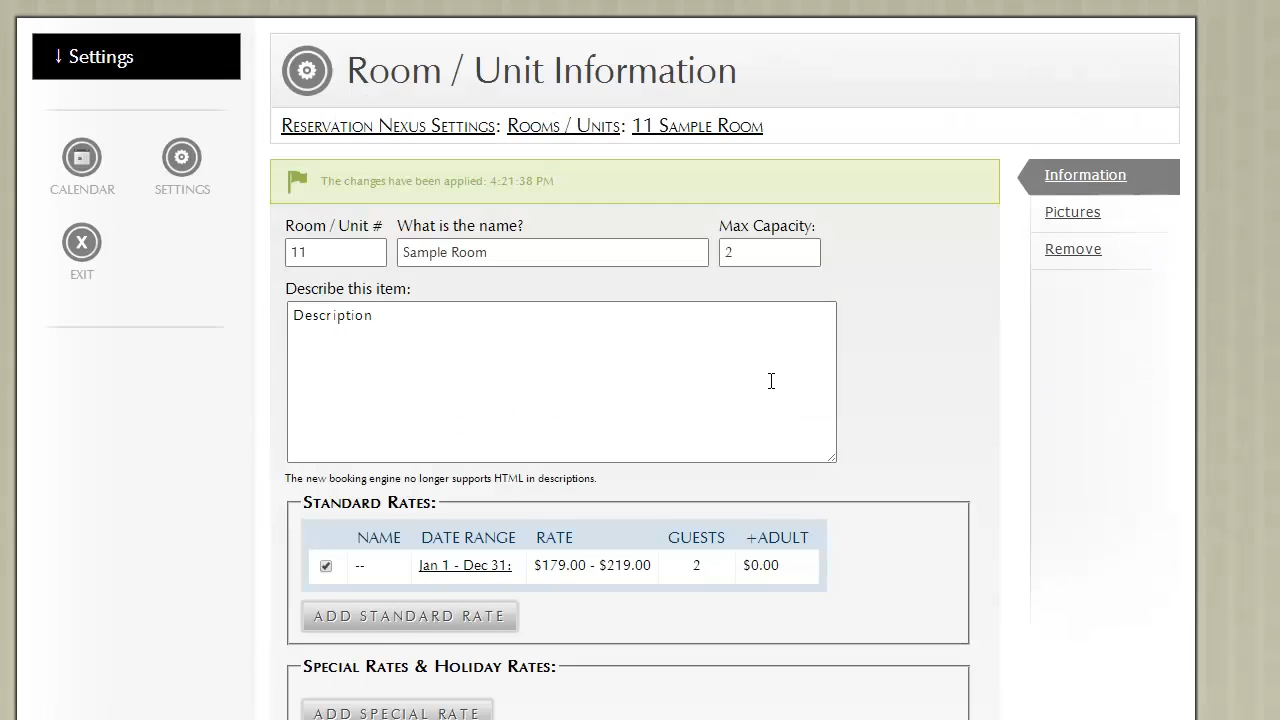 ↓ Settings
CALENDAR
SETTINGS
X
EXIT
Room / Unit Information
Reservation Nexus Settings: Rooms / Units: 11 Sample Room
The changes have been applied: 4:21:38 PM
Information
Pictures
Remove
Room / Unit # What is the name? Max Capacity:
11 Sample Room 2
Describe this item:
Description
The new booking engine no longer supports HTML in descriptions.
Standard Rates:
NAME DATE RANGE RATE GUESTS +ADULT
-- Jan 1 - Dec 31: $179.00 - $219.00 2 $0.00
ADD STANDARD RATE
Special Rates & Holiday Rates:
ADD SPECIAL RATE